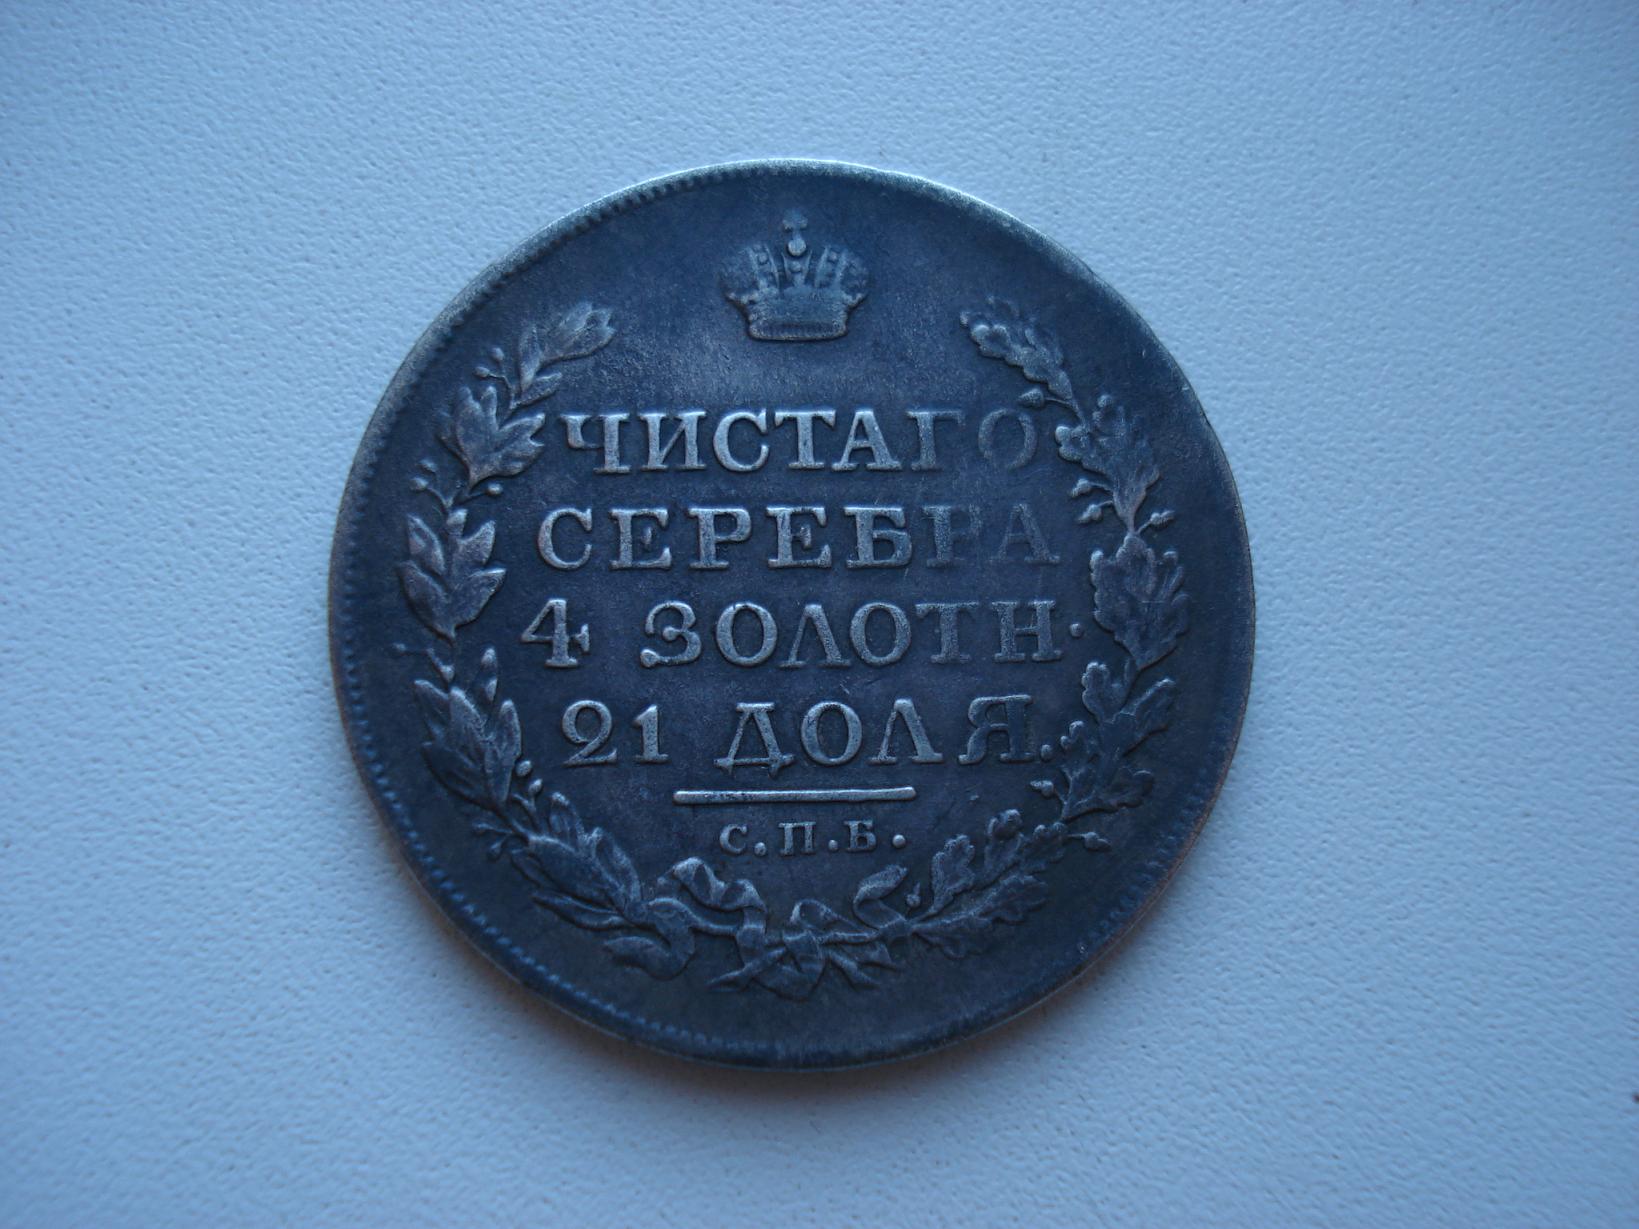 ЧИСТАГО
СЕРЕБРА
4 ЗОЛОТН.
21 ДОЛЯ.
С.П.Б.